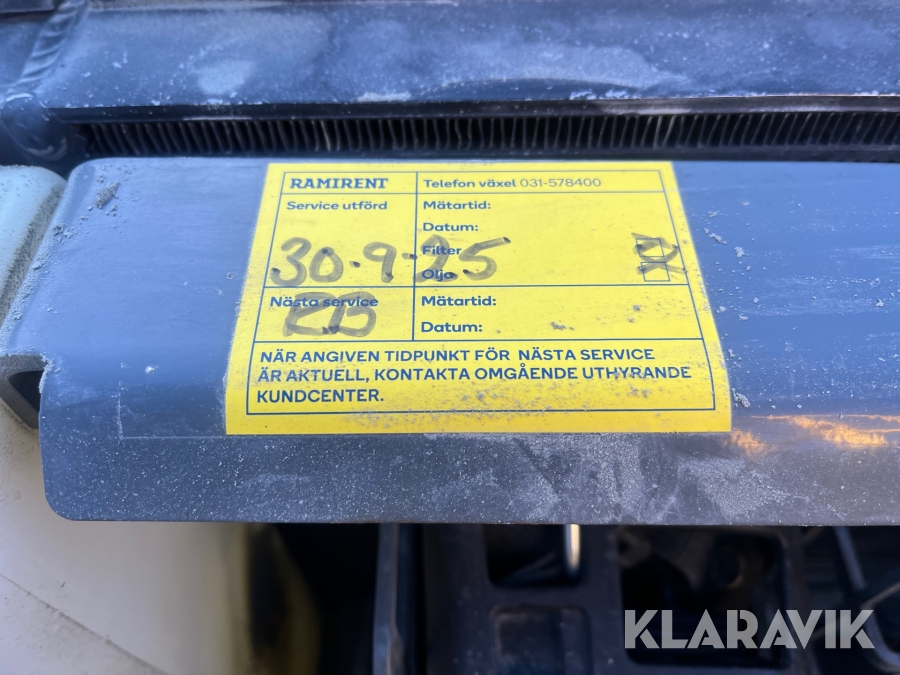 RAMIRENT
Telefon växel 031-578400
Service utförd
Mätartid:
Datum:
30.9.25
Filter
Olja
Nästa service
Mätartid:
Datum:
NÄR ANGIVEN TIDPUNKT FÖR NÄSTA SERVICE
ÄR AKTUELL, KONTAKTA OMGÅENDE UTHYRANDE
KUNDCENTER.
KLARAVIK